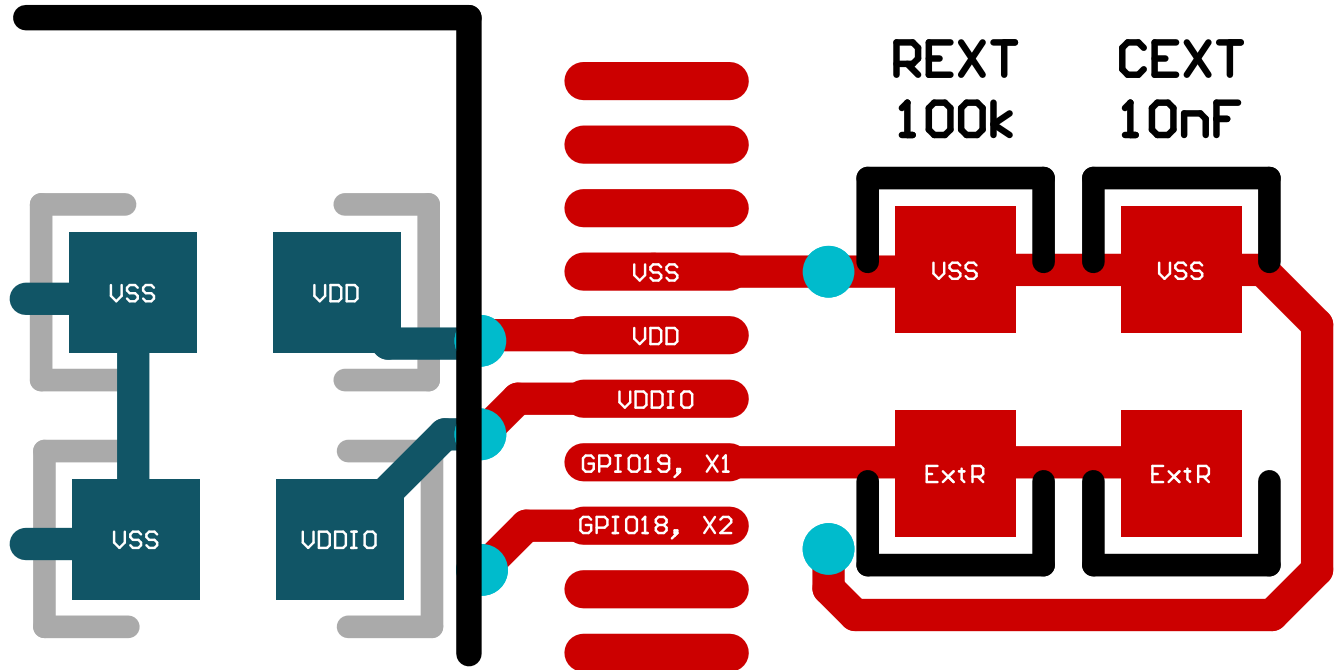 REXT CEXT
100k 10nF
VSS VSS VSS
VSS VDD
VDD
VDDIO
GPIO19, X1 ExtR ExtR
GPIO18, X2
VSS VDDIO